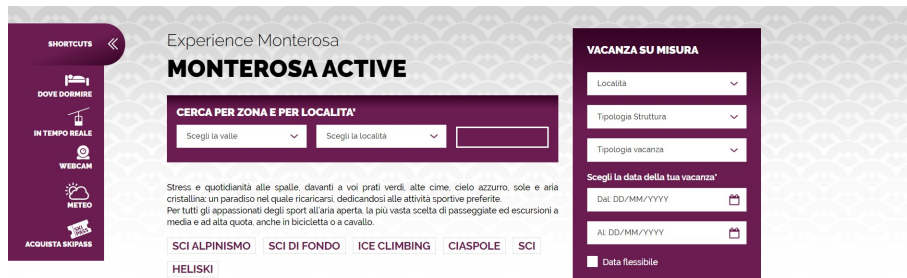 SHORTCUTS
DOVE DORMIRE
IN TEMPO REALE
WEBCAM
METEO
SKI
PASS
ACQUISTA SKIPASS
Experience Monterosa
MONTEROSA ACTIVE
CERCA PER ZONA E PER LOCALITA'
Scegli la valle
Scegli la località
Stress e quotidianità alle spalle, davanti a voi prati verdi, alte cime, cielo azzurro, sole e aria
cristallina: un paradiso nel quale ricaricarsi, dedicandosi alle attività sportive preferite.
Per tutti gli appassionati degli sport all'aria aperta, la più vasta scelta di passeggiate ed escursioni a
media e ad alta quota, anche in bicicletta o a cavallo.
SCI ALPINISMO SCI DI FONDO ICE CLIMBING CIASPOLE SCI
HELISKI
VACANZA SU MISURA
Località
Tipologia Struttura
Tipologia vacanza
Scegli la data della tua vacanza*
Dal: DD/MM/YYYY
Al: DD/MM/YYYY
Data flessibile